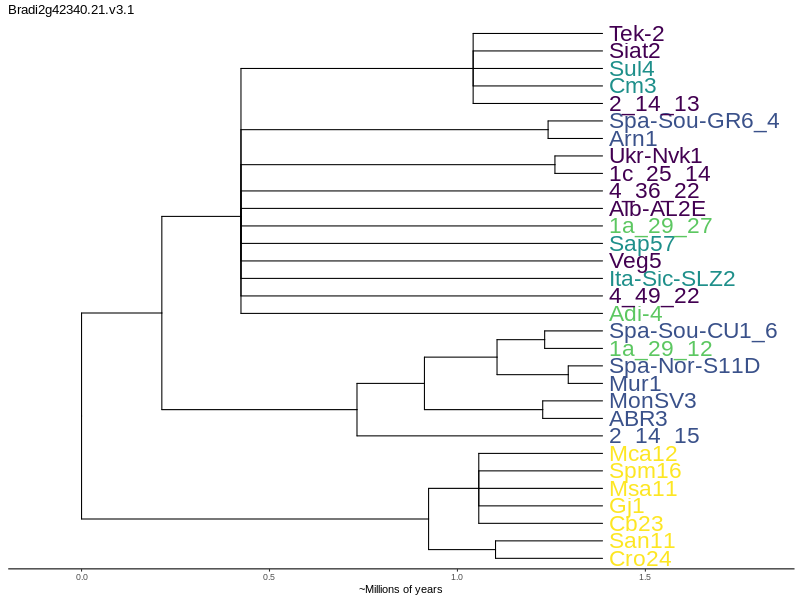 Bradi2g42340.21.v3.1
Tek-2
Siat2
Sul4
Cm3
2_14_13
Spa-Sou-GR6_4
Arn1
Ukr-Nvk1
1c_25_14
4_36_22
Alb-AL2E
1a_29_27
Sap57
Veg5
Ita-Sic-SLZ2
4_49_22
Adi-4
Spa-Sou-CU1_6
1a_29_12
Spa-Nor-S11D
Mur1
MonSV3
ABR3
2_14_15
Mca12
Spm16
Msa11
Gj1
Cb23
San11
Cro24
0.0 0.5 1.0 1.5
~Millions of years